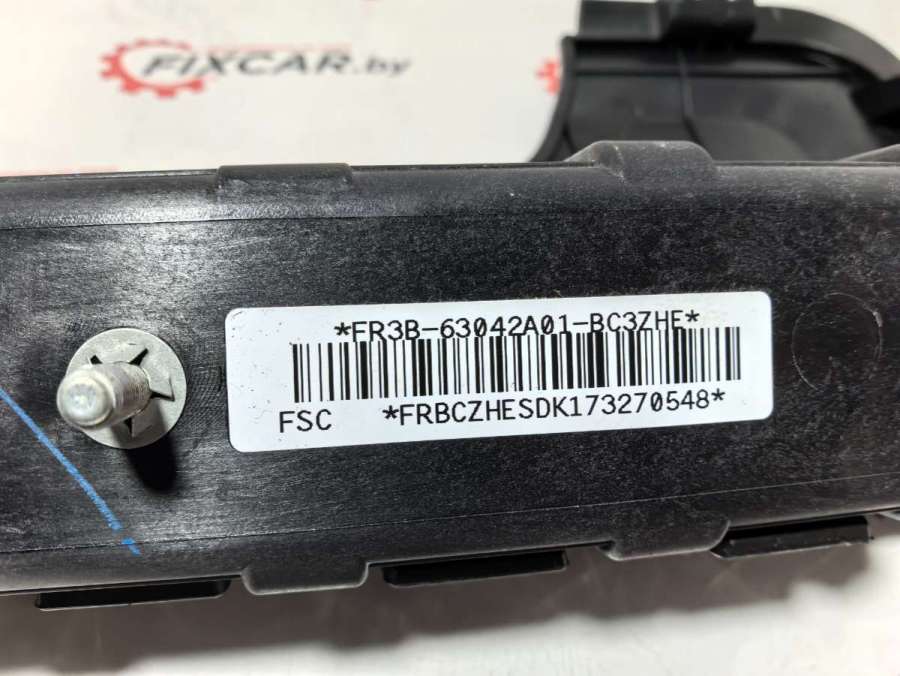 FIXCAR.by
*FR3B-63042A01-BC3ZHE*
FSC *FRBCZHESDK173270548*